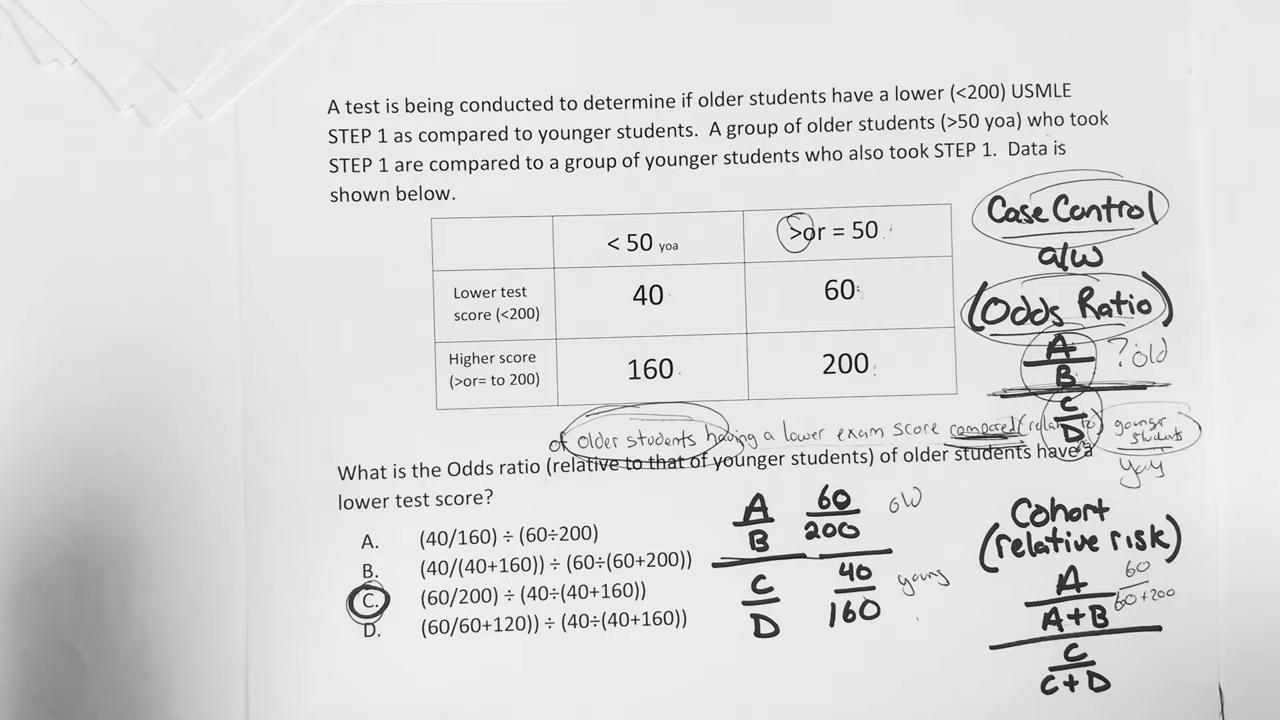 A test is being conducted to determine if older students have a lower (<200) USMLE
STEP 1 as compared to younger students. A group of older students (>50 yoa) who took
STEP 1 are compared to a group of younger students who also took STEP 1. Data is
shown below.
< 50 yoa
>or = 50
Lower test
score (<200)
40
60
Higher score
(>or= to 200)
160
200
Case Control
a/w
(Odds Ratio)
A
B
? old
C
D
younger
students
of older students having a lower exam score compared (relative to)
What is the Odds ratio (relative to that of younger students) of older students have a
lower test score?
A. (40/160) ÷ (60÷200)
B. (40/(40+160)) ÷ (60÷(60+200))
C. (60/200) ÷ (40÷(40+160))
D. (60/60+120)) ÷ (40÷(40+160))
A
B
60
200
C
D
40
160
young
Cohort
(relative risk)
A
A+B
60
60+200
C
C+D